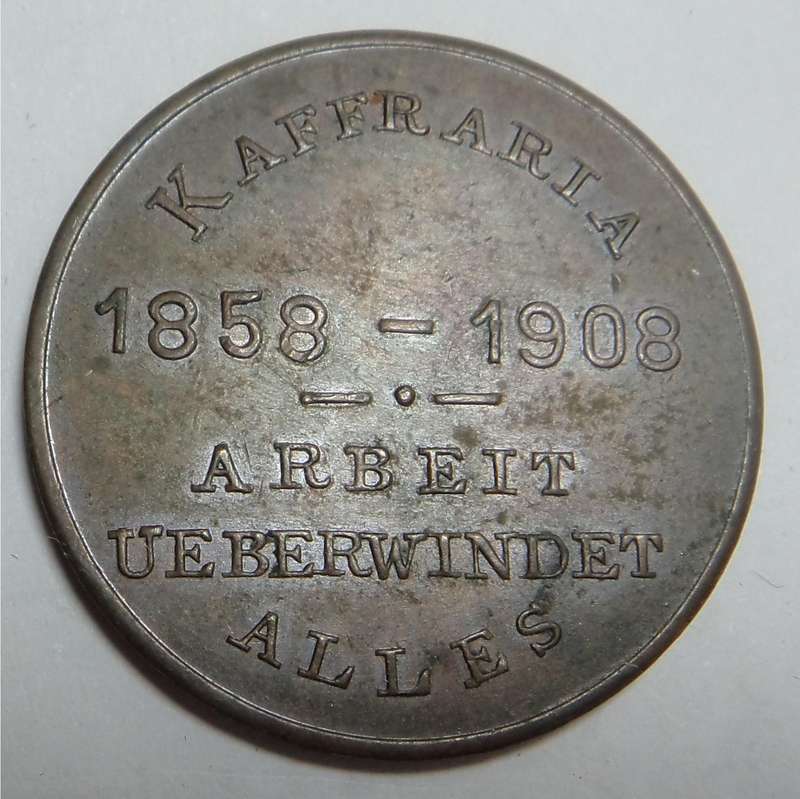 KAFFRARIA
1858 - 1908
ARBEIT
UEBERWINDET
ALLES